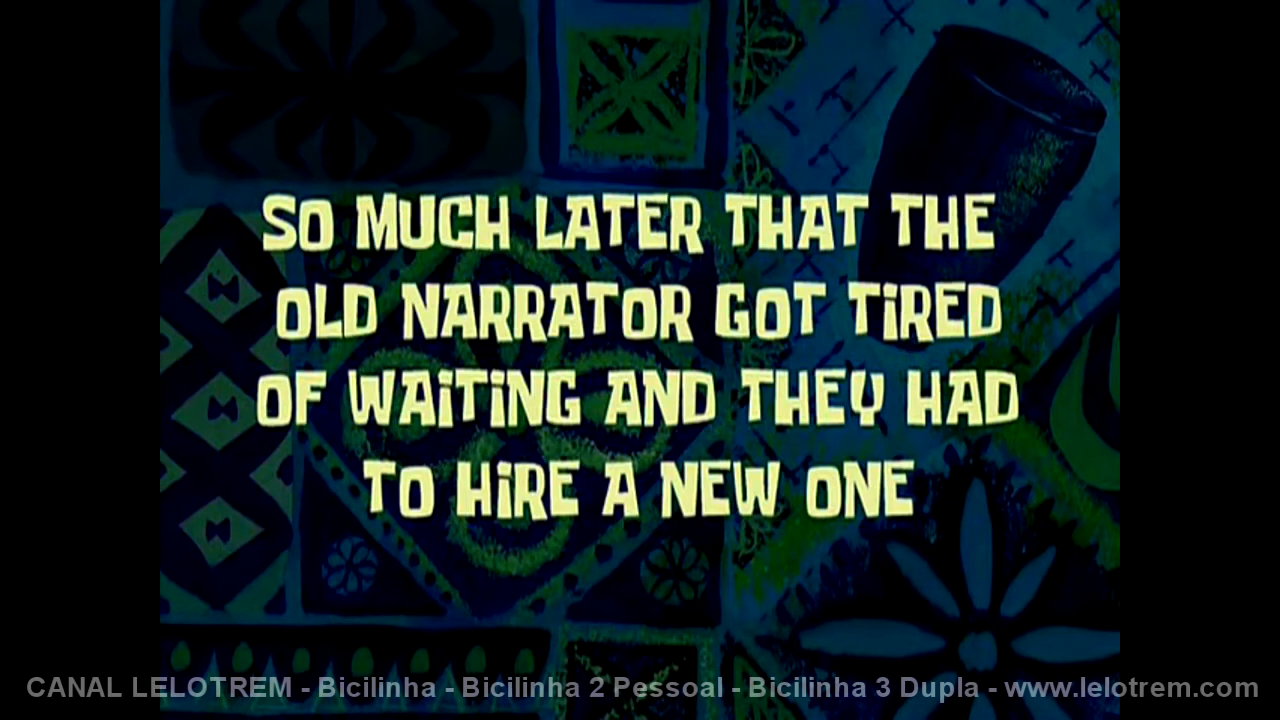 SO MUCH LATER THAT THE
OLD NARRATOR GOT TIRED
OF WAITING AND THEY HAD
TO HIRE A NEW ONE
CANAL LELOTREM - Bicilinha - Bicilinha 2 Pessoal - Bicilinha 3 Dupla - www.lelotrem.com